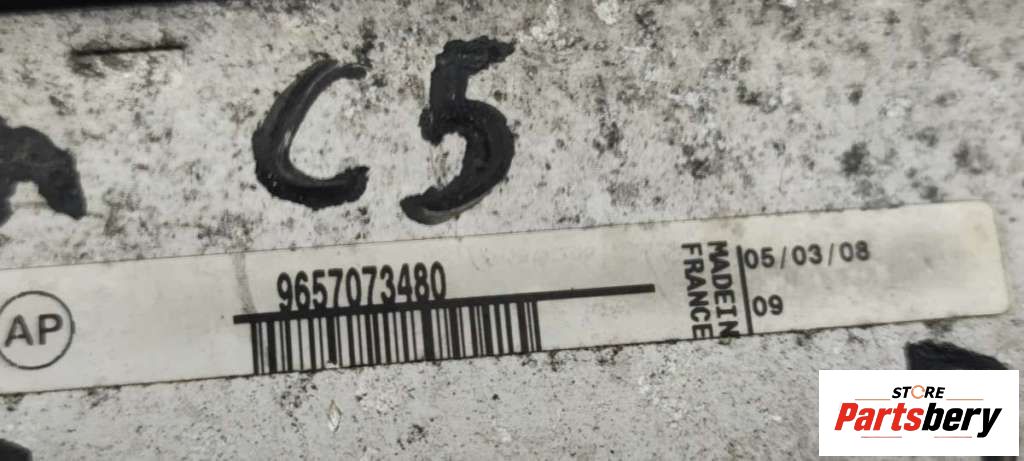 C5
AP
9657073480
MADE IN
FRANCE
05/03/08
09
STORE
Partsbery